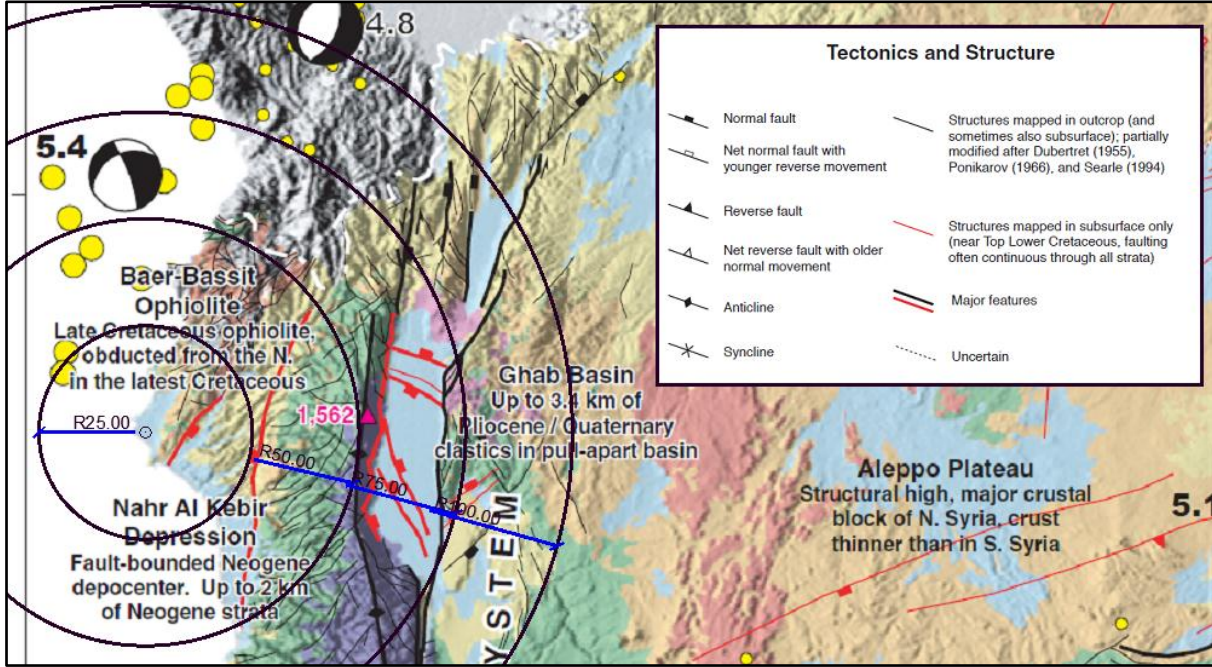 4.8
5.4
Baer-Bassit
Ophiolite
Late Cretaceous ophiolite,
obducted from the N.
in the latest Cretaceous
R25.00
1,562
R50.00
R75.00
R100.00
Ghab Basin
Up to 3.4 km of
Pliocene / Quaternary
clastics in pull-apart basin
Nahr Al Kebir
Depression
Fault-bounded Neogene
depocenter. Up to 2 km
of Neogene strata
YSTEM
Aleppo Plateau
Structural high, major crustal
block of N. Syria, crust
thinner than in S. Syria
5.1
Tectonics and Structure
Normal fault
Net normal fault with
younger reverse movement
Reverse fault
Net reverse fault with older
normal movement
Anticline
Syncline
Structures mapped in outcrop (and
sometimes also subsurface); partially
modified after Dubertret (1955),
Ponikarov (1966), and Searle (1994)
Structures mapped in subsurface only
(near Top Lower Cretaceous, faulting
often continuous through all strata)
Major features
Uncertain